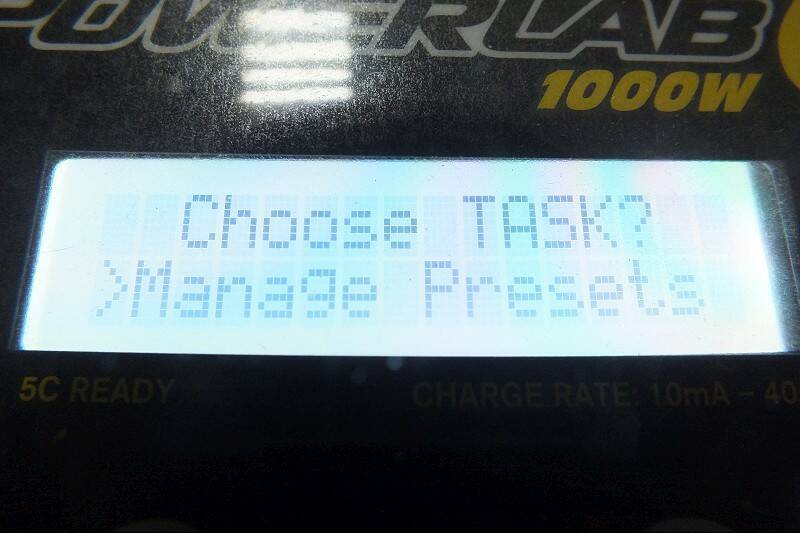 POWERLAB
1000W
Choose TASK?
>Manage Presets
5C READY
CHARGE RATE: 10mA – 40